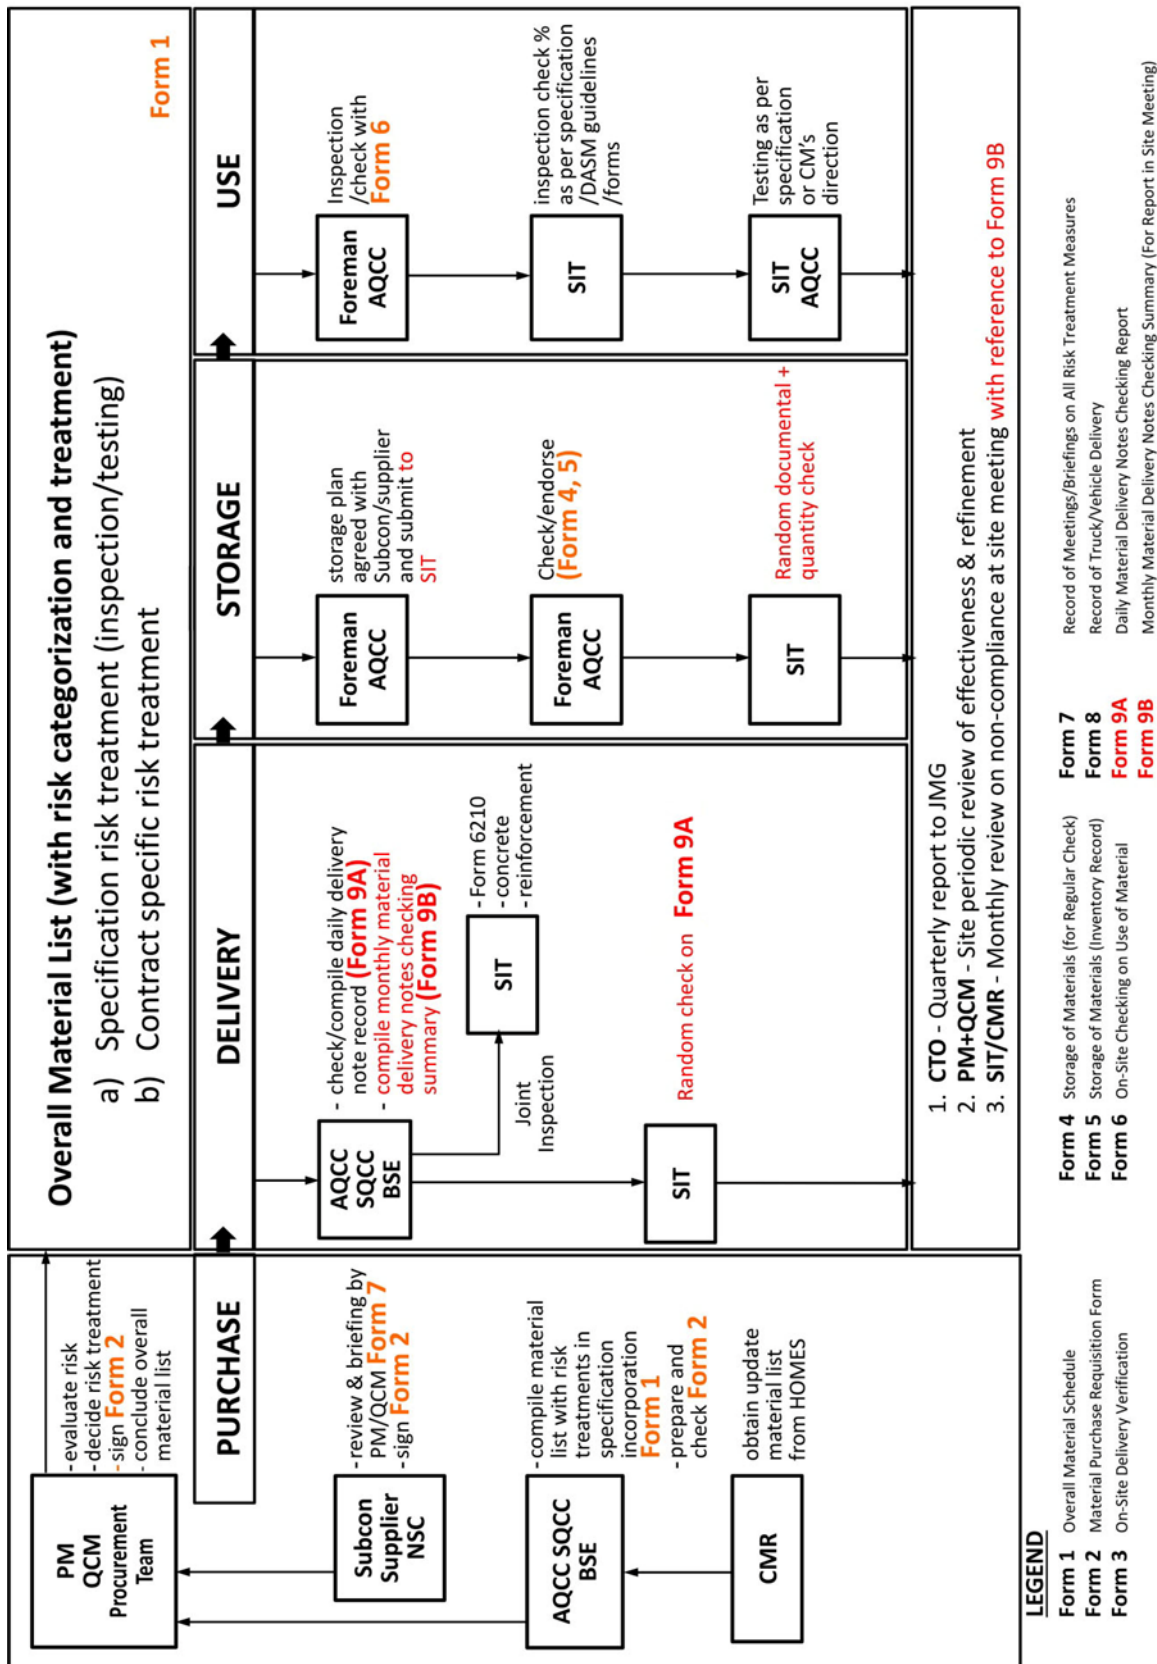 PM
QCM
Procurement
Team
- evaluate risk
- decide risk treatment
- sign Form 2
- conclude overall
material list
Overall Material List (with risk categorization and treatment)
a) Specification risk treatment (inspection/testing)
b) Contract specific risk treatment
Form 1
PURCHASE
Subcon
Supplier
NSC
- review & briefing by
PM/QCM Form 7
- sign Form 2
AQCC SQCC
BSE
- compile material
list with risk
treatments in
specification
incorporation
Form 1
- prepare and
check Form 2
CMR
obtain update
material list
from HOMES
DELIVERY
AQCC
SQCC
BSE
- check/compile daily delivery
note record (Form 9A)
- compile monthly material
delivery notes checking
summary (Form 9B)
Joint
Inspection
SIT
- Form 6210
- concrete
- reinforcement
SIT
Random check on Form 9A
STORAGE
Foreman
AQCC
storage plan
agreed with
Subcon/supplier
and submit to
SIT
Foreman
AQCC
Check/endorse
(Form 4, 5)
SIT
Random documental +
quantity check
USE
Foreman
AQCC
Inspection
/check with
Form 6
SIT
inspection check %
as per specification
/DASM guidelines
/forms
SIT
AQCC
Testing as per
specification
or CM's
direction
1. CTO - Quarterly report to JMG
2. PM+QCM - Site periodic review of effectiveness & refinement
3. SIT/CMR - Monthly review on non-compliance at site meeting with reference to Form 9B
LEGEND
Form 1 Overall Material Schedule
Form 2 Material Purchase Requisition Form
Form 3 On-Site Delivery Verification
Form 4 Storage of Materials (for Regular Check)
Form 5 Storage of Materials (Inventory Record)
Form 6 On-Site Checking on Use of Material
Form 7 Record of Meetings/Briefings on All Risk Treatment Measures
Form 8 Record of Truck/Vehicle Delivery
Form 9A Daily Material Delivery Notes Checking Report
Form 9B Monthly Material Delivery Notes Checking Summary (For Report in Site Meeting)